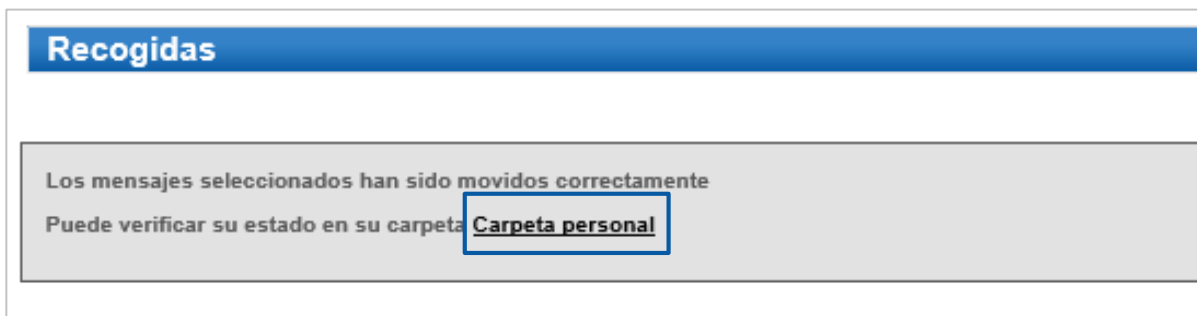 Recogidas
Los mensajes seleccionados han sido movidos correctamente
Puede verificar su estado en su carpeta Carpeta personal